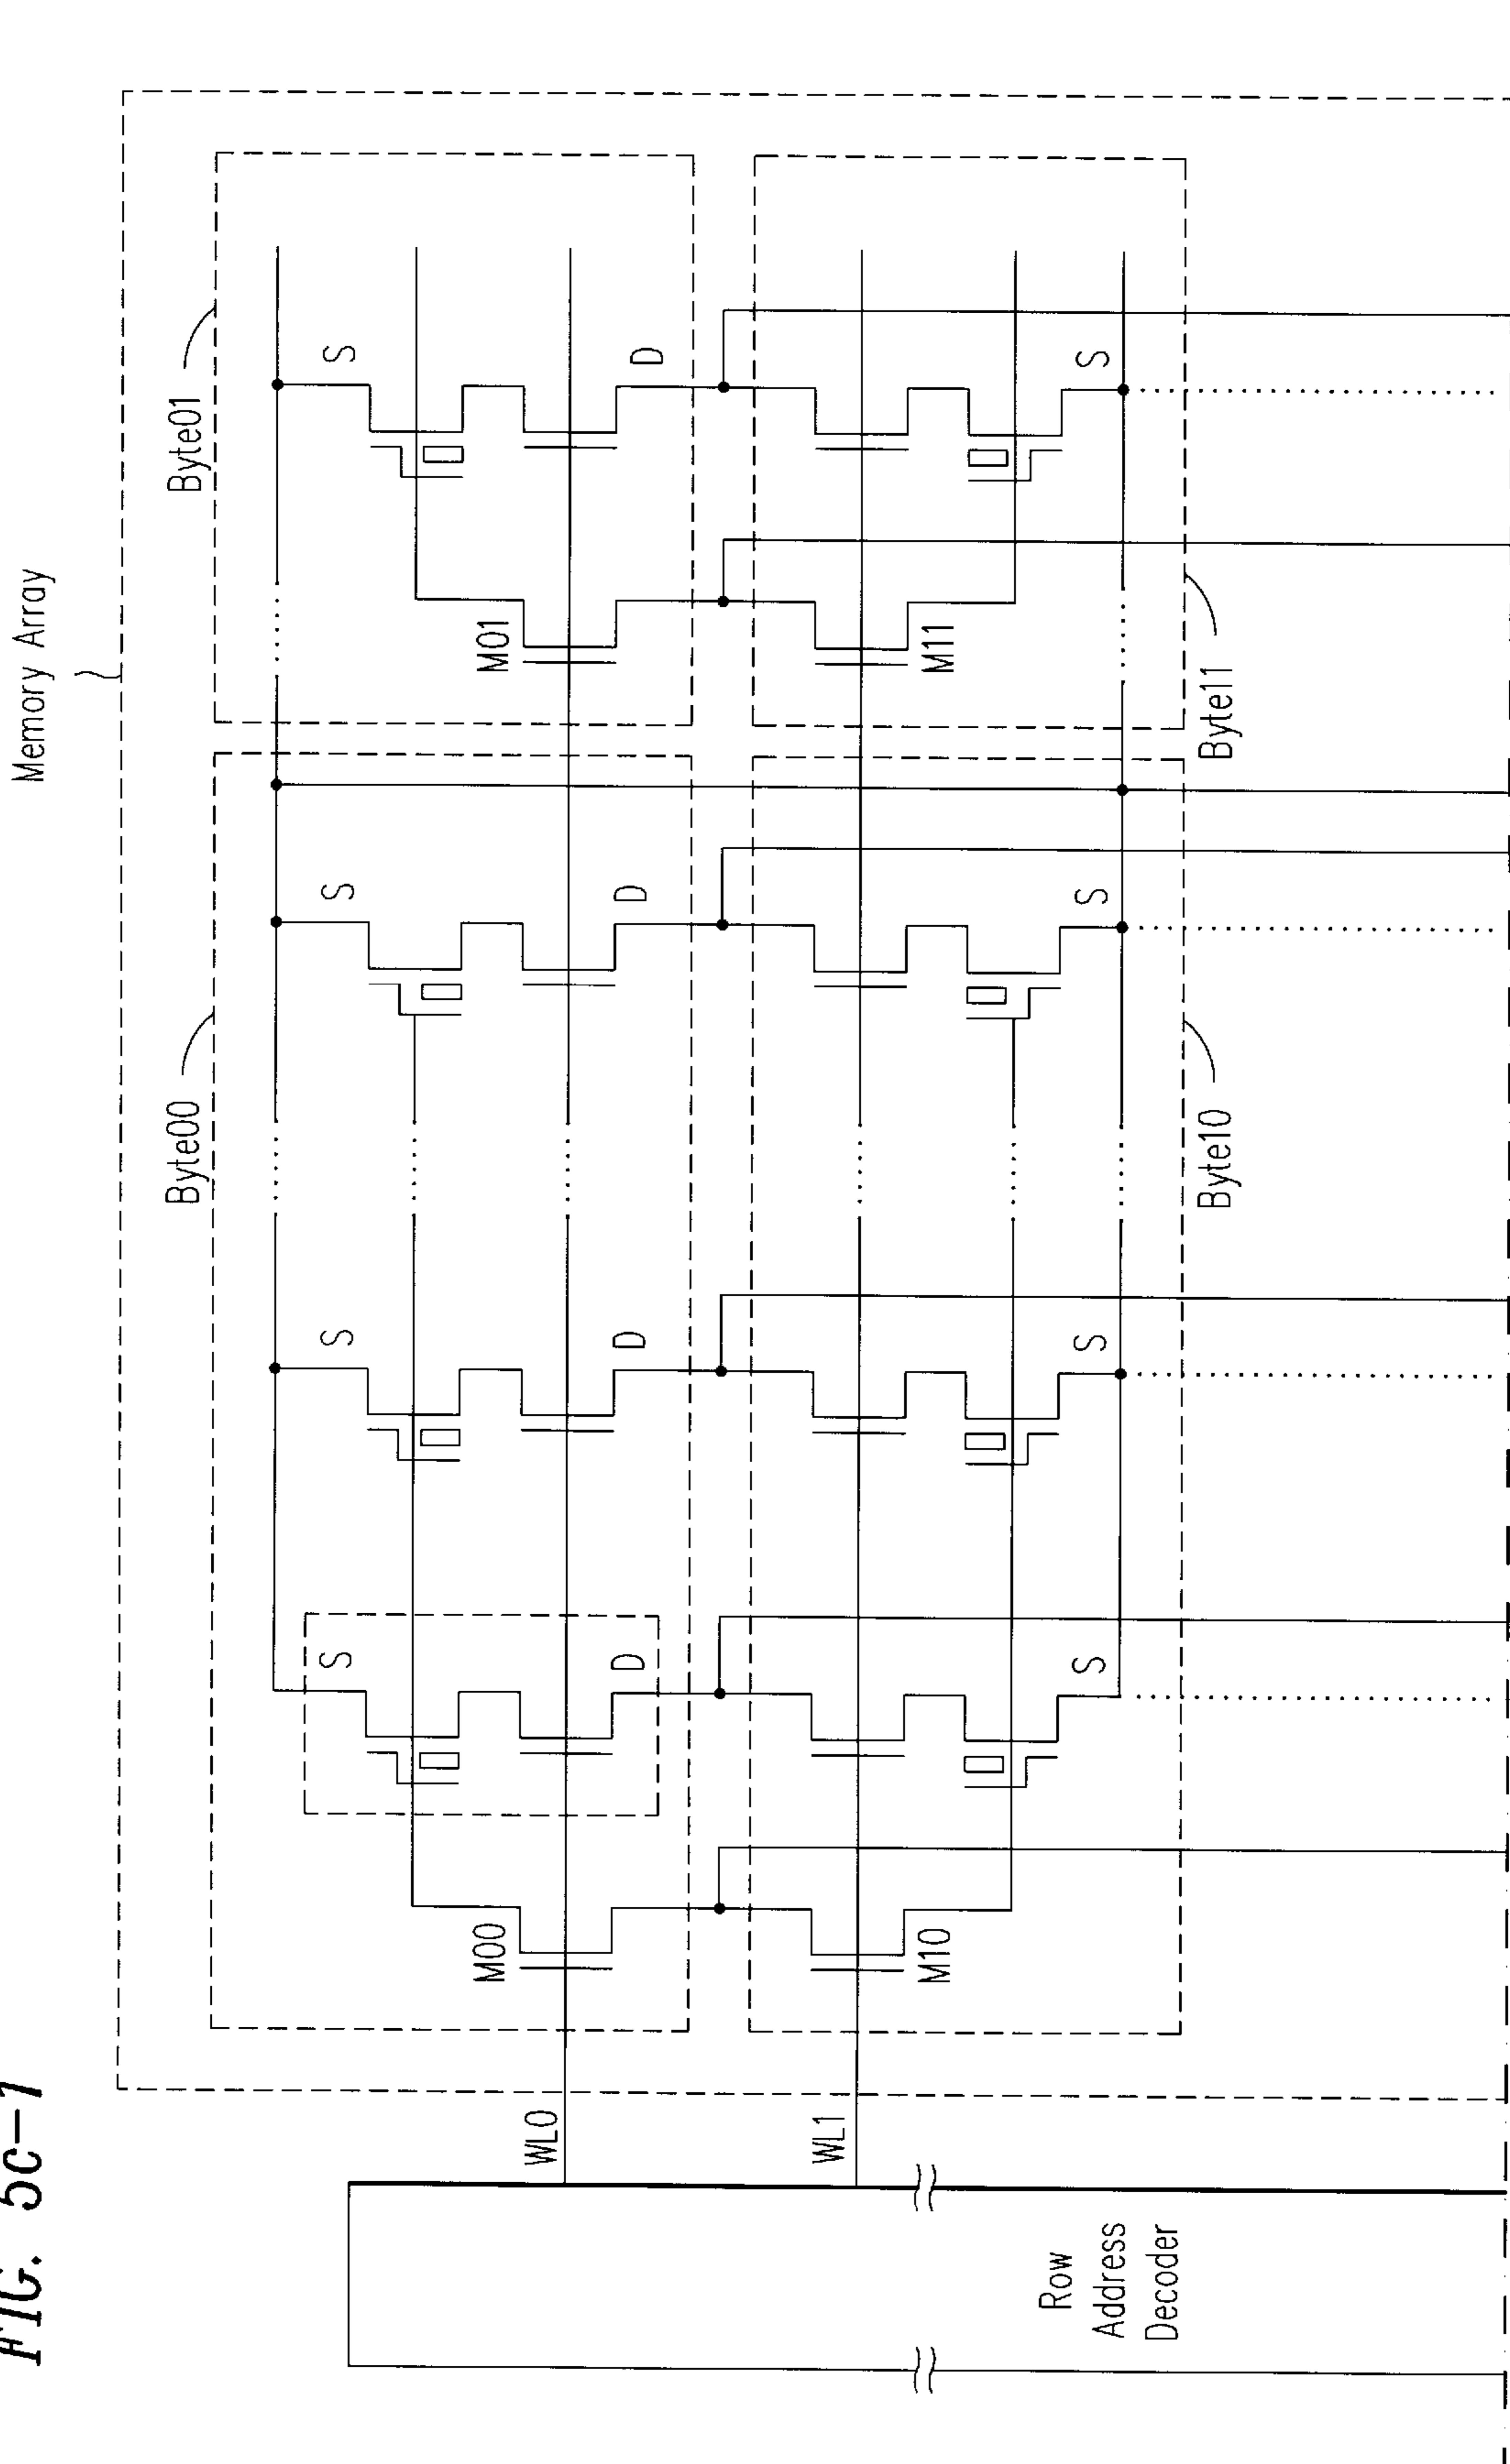 FIG. 5c-1
Memory Array
Byte00
Byte01
S
S
S
S
M00
M01
D
D
D
D
WL0
WL1
M10
M11
S
S
S
S
Byte10
Byte11
Row
Address
Decoder